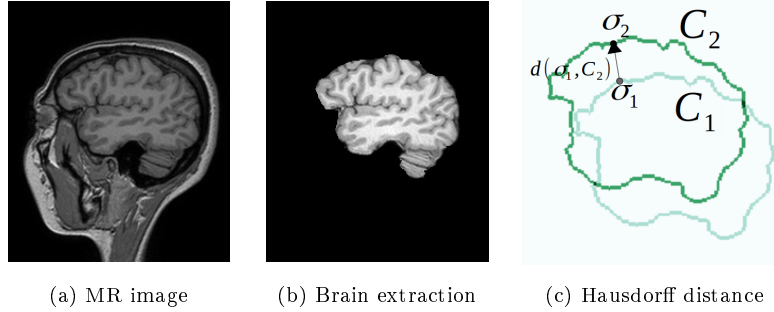 σ₂
C₂
d(σ₁,C₂)
σ₁
C₁
(a) MR image
(b) Brain extraction
(c) Hausdorff distance